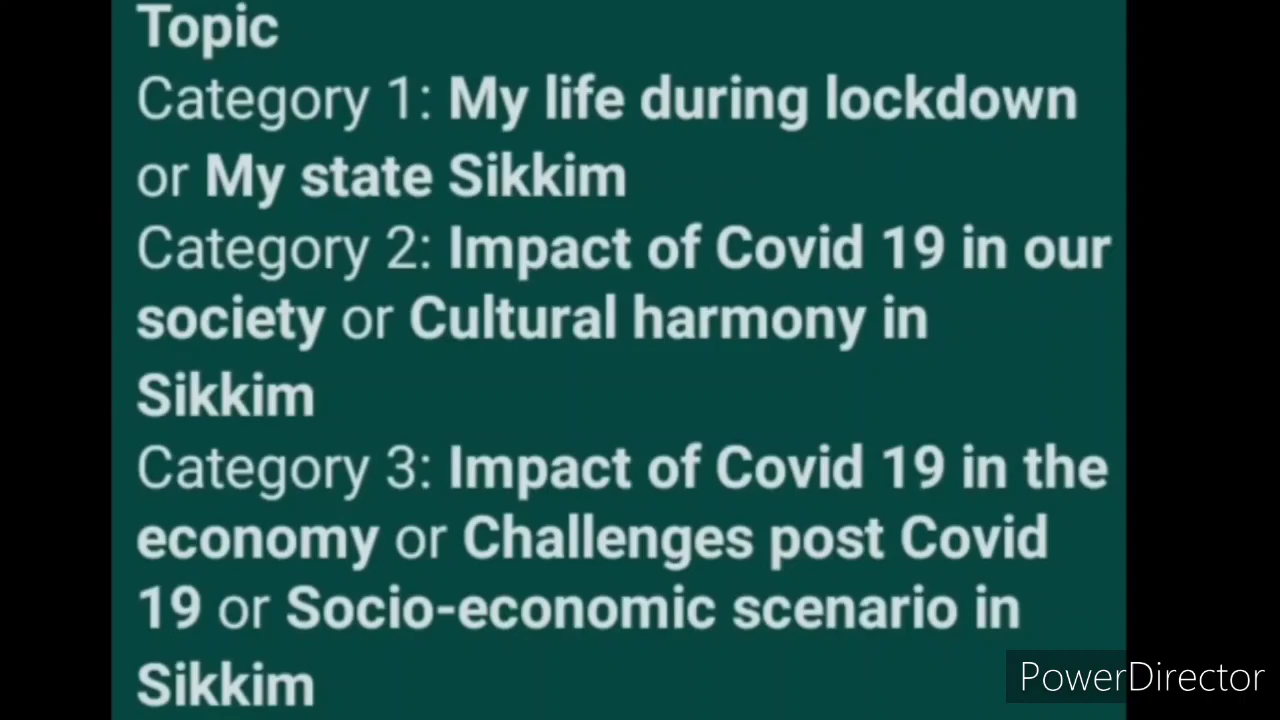 Topic
Category 1: My life during lockdown
or My state Sikkim
Category 2: Impact of Covid 19 in our
society or Cultural harmony in
Sikkim
Category 3: Impact of Covid 19 in the
economy or Challenges post Covid
19 or Socio-economic scenario in
Sikkim
PowerDirector